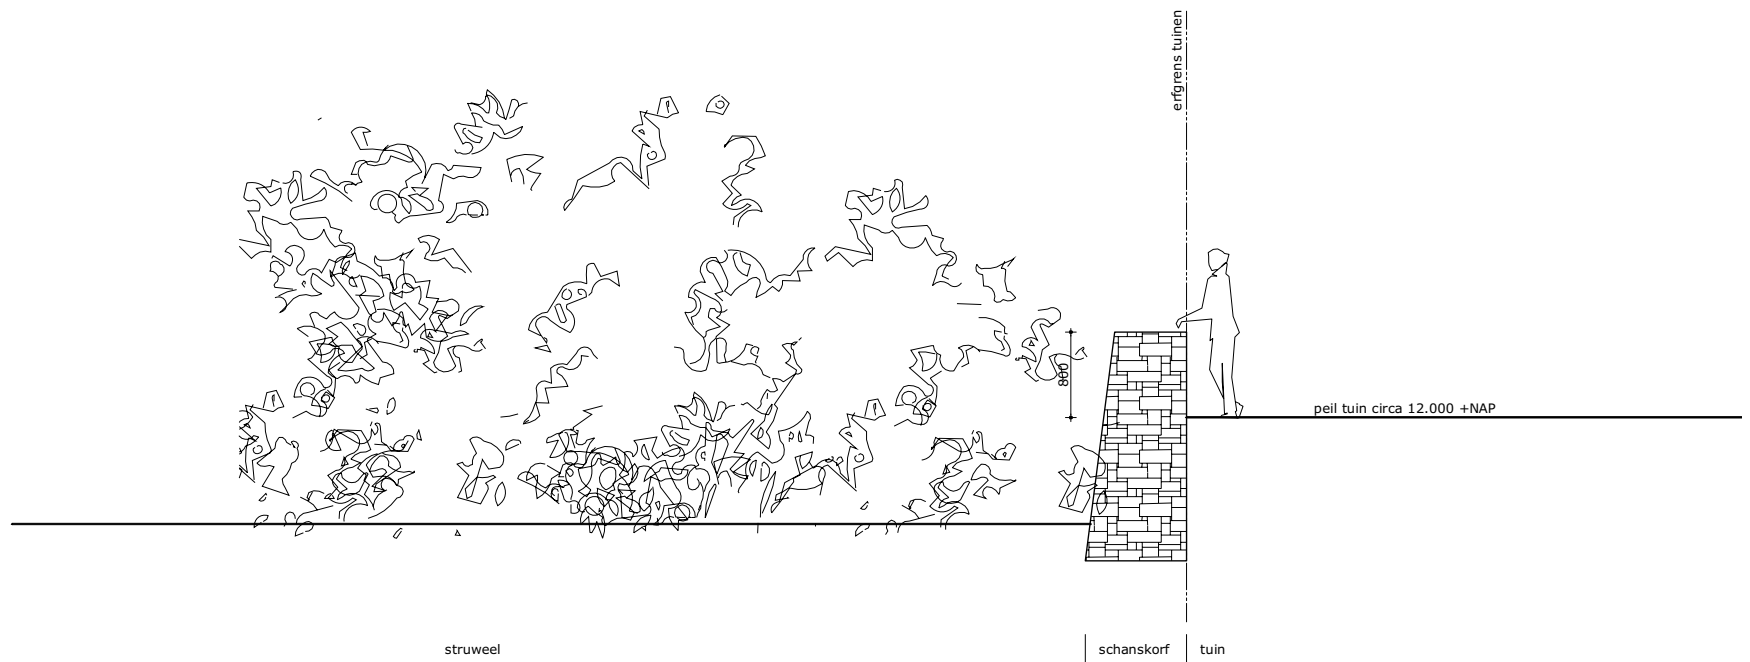 erfgrens tuinen
800
peil tuin circa 12.000 +NAP
struweel
schanskorf
tuin